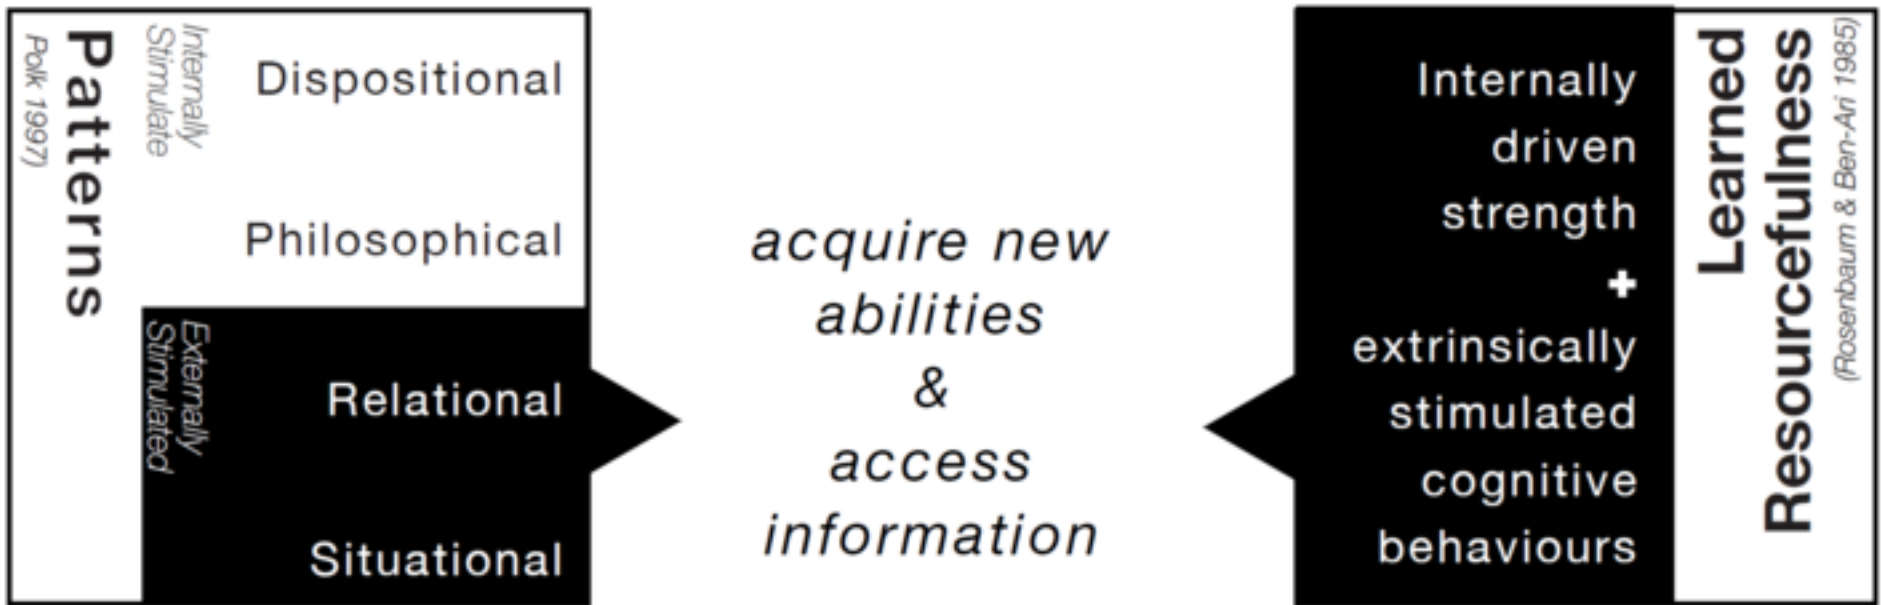 Patterns
Polk 1997)
Internally
Stimulate
Dispositional
Philosophical
Externally
Stimulated
Relational
Situational
acquire new
abilities
&
access
information
Internally
driven
strength
+
extrinsically
stimulated
cognitive
behaviours
Learned
Resourcefulness
(Rosenbaum & Ben-Ari 1985)